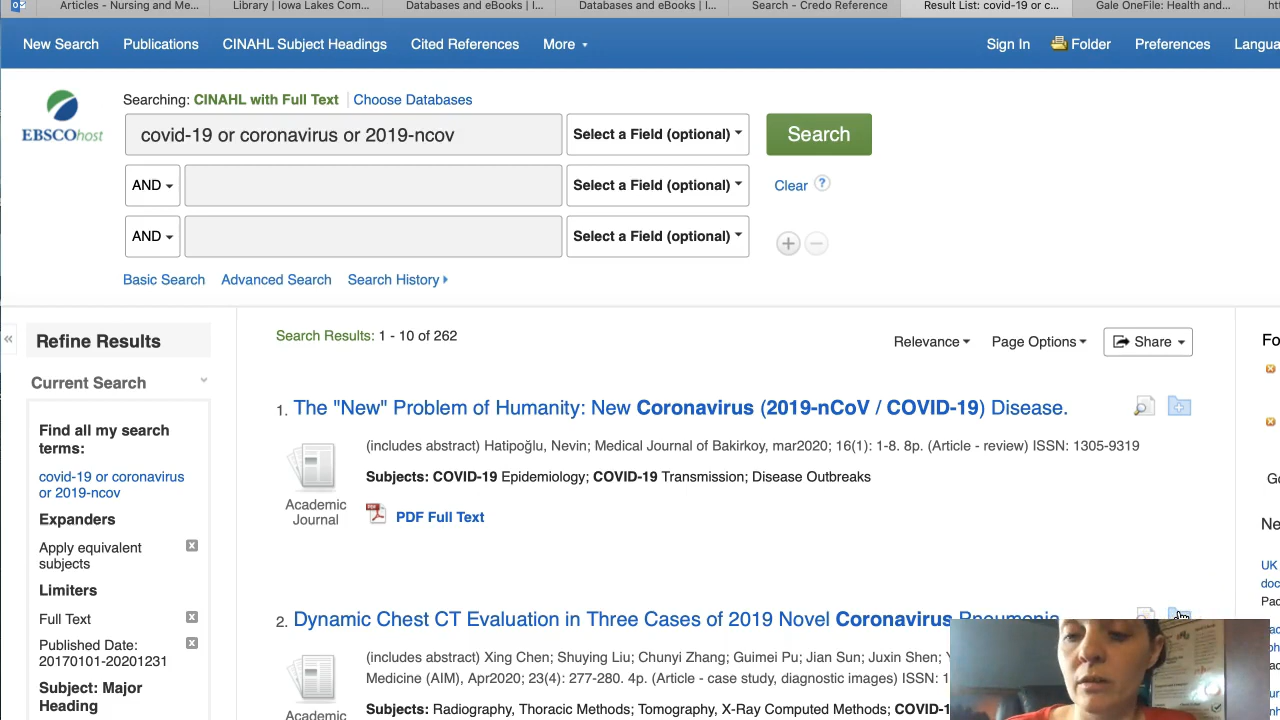 Articles - Nursing and Me...
Library | Iowa Lakes Com...
Databases and eBooks | I...
Databases and eBooks | I...
Search - Credo Reference
Result List: covid-19 or c...
Gale OneFile: Health and...
New Search
Publications
CINAHL Subject Headings
Cited References
More
Sign In
Folder
Preferences
Langua
Searching: CINAHL with Full Text
Choose Databases
EBSCOhost
covid-19 or coronavirus or 2019-ncov
Select a Field (optional)
Search
AND
Select a Field (optional)
Clear
AND
Select a Field (optional)
Basic Search
Advanced Search
Search History
Refine Results
Current Search
Find all my search
terms:
covid-19 or coronavirus
or 2019-ncov
Expanders
Apply equivalent
subjects
Limiters
Full Text
Published Date:
20170101-20201231
Subject: Major
Heading
Search Results: 1 - 10 of 262
Relevance
Page Options
Share
1. The "New" Problem of Humanity: New Coronavirus (2019-nCoV / COVID-19) Disease.
(includes abstract) Hatipoğlu, Nevin; Medical Journal of Bakirkoy, mar2020; 16(1): 1-8. 8p. (Article - review) ISSN: 1305-9319
Subjects: COVID-19 Epidemiology; COVID-19 Transmission; Disease Outbreaks
Academic
Journal
PDF Full Text
2. Dynamic Chest CT Evaluation in Three Cases of 2019 Novel Coronavirus Pneumonia
(includes abstract) Xing Chen; Shuying Liu; Chunyi Zhang; Guimei Pu; Jian Sun; Juxin Shen;
Medicine (AIM), Apr2020; 23(4): 277-280. 4p. (Article - case study, diagnostic images) ISSN: 1
Subjects: Radiography, Thoracic Methods; Tomography, X-Ray Computed Methods; COVID-1
Academic
Fo
Ne
UK
doc
Pac